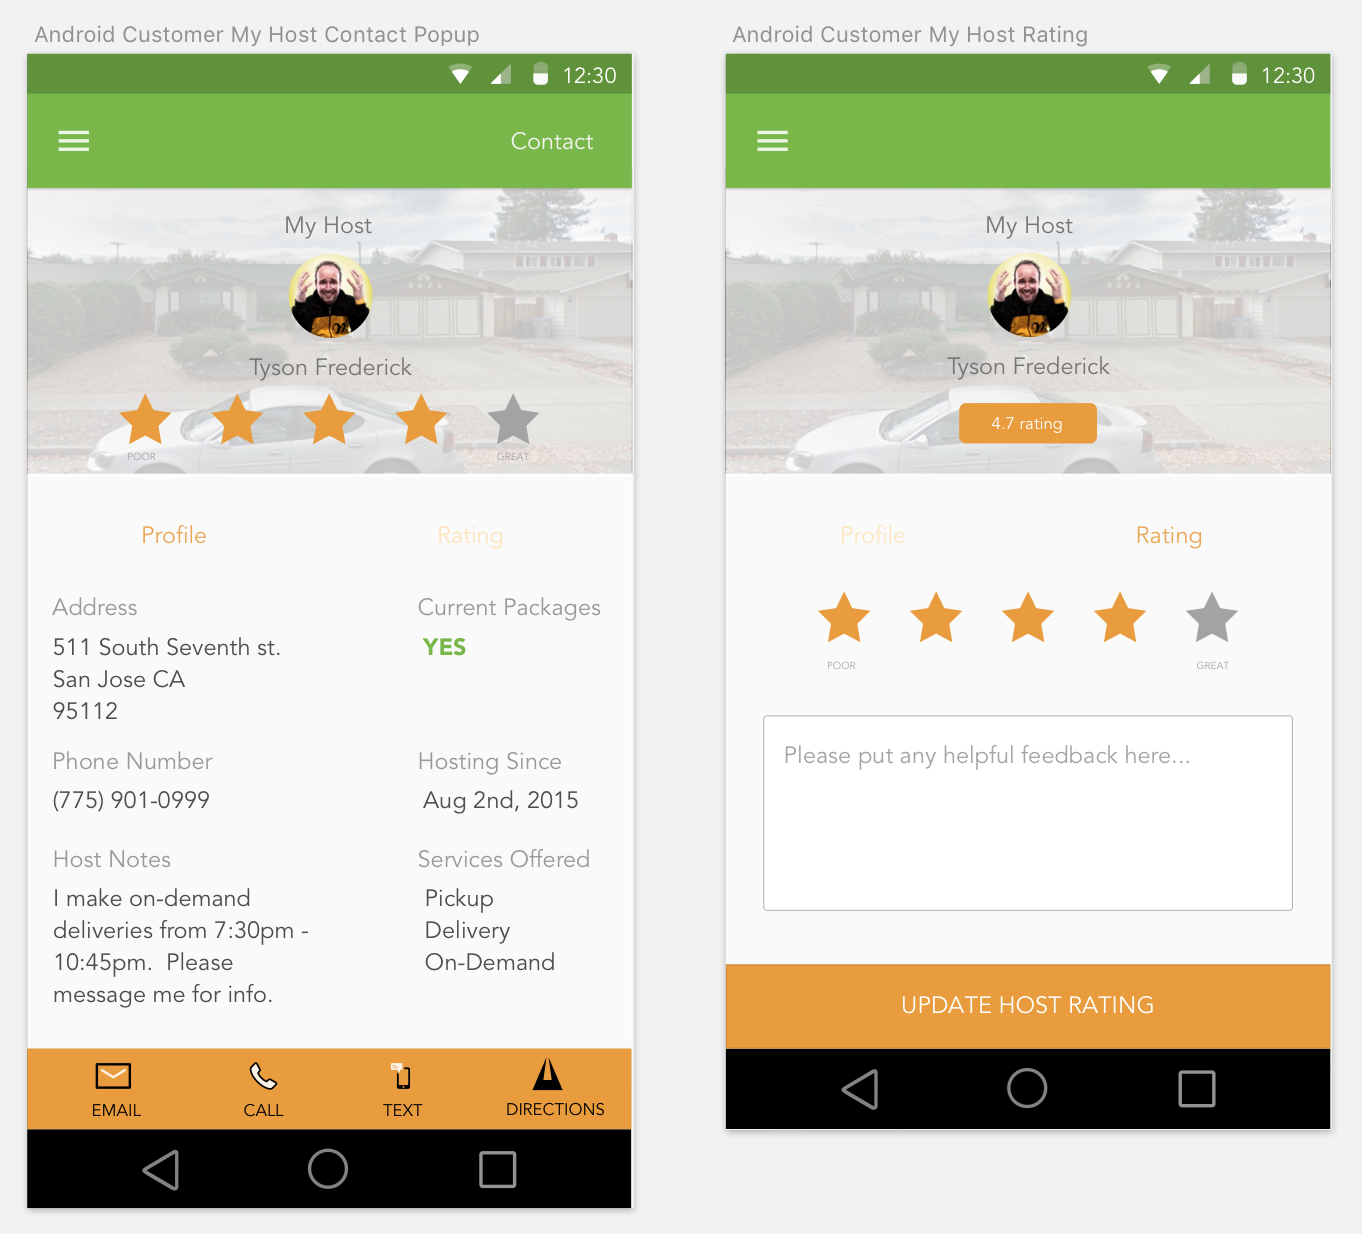 Android Customer My Host Contact Popup
12:30
Contact
My Host
Tyson Frederick
POOR
GREAT
Profile
Rating
Address
511 South Seventh st.
San Jose CA
95112
Current Packages
YES
Phone Number
(775) 901-0999
Hosting Since
Aug 2nd, 2015
Host Notes
I make on-demand
deliveries from 7:30pm -
10:45pm.  Please
message me for info.
Services Offered
Pickup
Delivery
On-Demand
EMAIL
CALL
TEXT
DIRECTIONS
Android Customer My Host Rating
12:30
My Host
Tyson Frederick
4.7 rating
Profile
Rating
POOR
GREAT
Please put any helpful feedback here...
UPDATE HOST RATING